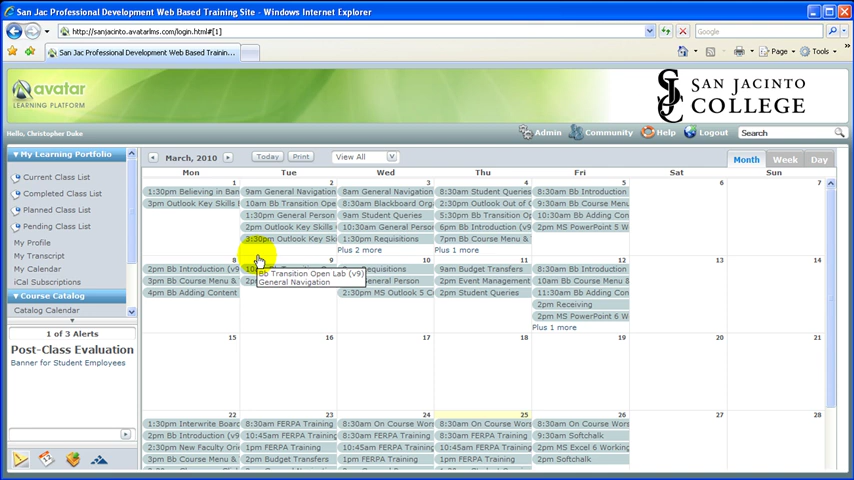 San Jac Professional Development Web Based Training Site - Windows Internet Explorer
http://sanjacinto.avatarlms.com/login.html#[1]
Google
San Jac Professional Development Web Based Trainin...
Page
Tools
avatar
LEARNING PLATFORM
SJC
SAN JACINTO
COLLEGE
Hello, Christopher Duke
Admin
Community
Help
Logout
Search
My Learning Portfolio
Current Class List
Completed Class List
Planned Class List
Pending Class List
My Profile
My Transcript
My Calendar
iCal Subscriptions
Course Catalog
Catalog Calendar
1 of 3 Alerts
Post-Class Evaluation
Banner for Student Employees
March, 2010
Today
Print
View All
Month
Week
Day
Mon Tue Wed Thu Fri Sat Sun
1 2 3 4 5 6 7
1:30pm Believing in Ban
3pm Outlook Key Skills &
9am General Navigation
10am Bb Transition Ope
1:30pm General Person
2pm Outlook Key Skills
3:30pm Outlook Key Sk
8am General Navigation
8:30am Blackboard Orga
9am Student Queries
10:30am General Person
1:30pm Requisitions
Plus 2 more
8:30am Student Queries
2:30pm Outlook Out of
5:30pm Bb Transition O
6:30pm Bb Introduction
7pm Bb Course Menu &
Plus 1 more
8:30am Bb Introduction
9:30am Bb Course Menu
10:30am Bb Adding Con
2pm MS PowerPoint 5 W
8 9 10 11 12 13 14
2pm Bb Introduction (v9
3pm Bb Course Menu &
4pm Bb Adding Content
Bb Transition Open Lab (v9)
General Navigation
Requisitions
General Person
2:30pm MS Outlook 5 C
9am Budget Transfers
2pm Event Management
2pm Student Queries
8:30am Bb Introduction
10am Bb Course Menu &
11:30am Bb Adding Con
2pm Receiving
2pm MS PowerPoint 6 W
Plus 1 more
15 16 17 18 19 20 21
22 23 24 25 26 27 28
1:30pm Interwrite Board
2pm Bb Introduction (v9
2:30pm New Faculty Ori
3pm Bb Course Menu &
8:30am FERPA Training
10:45am FERPA Training
1pm FERPA Training
2pm Budget Transfers
8:30am FERPA Training
9am FERPA Training
10:45am FERPA Training
1pm FERPA Training
8:30am On Course Wors
8:30am FERPA Training
10:45am FERPA Training
1pm FERPA Training
8:30am On Course Wor
9:30am Softchalk
2pm MS Excel 6 Working
2pm Softchalk